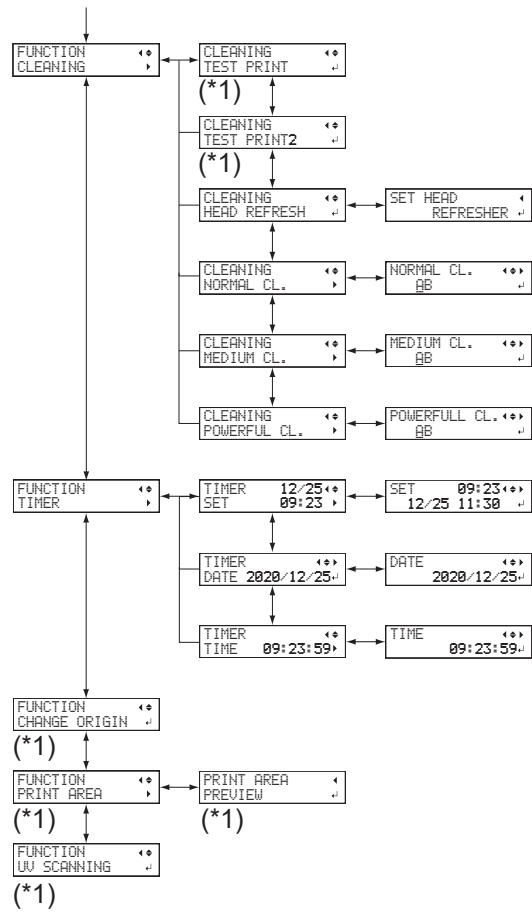 FUNCTION
CLEANING
CLEANING
TEST PRINT
(*1)
CLEANING
TEST PRINT2
(*1)
CLEANING
HEAD REFRESH
SET HEAD
REFRESHER
CLEANING
NORMAL CL.
NORMAL CL.
AB
CLEANING
MEDIUM CL.
MEDIUM CL.
AB
CLEANING
POWERFUL CL.
POWERFULL CL.
AB
FUNCTION
TIMER
TIMER 12/25
SET 09:23
SET 09:23
12/25 11:30
TIMER
DATE 2020/12/25
DATE
2020/12/25
TIMER
TIME 09:23:59
TIME
09:23:59
FUNCTION
CHANGE ORIGIN
(*1)
FUNCTION
PRINT AREA
(*1)
PRINT AREA
PREVIEW
(*1)
FUNCTION
UV SCANNING
(*1)